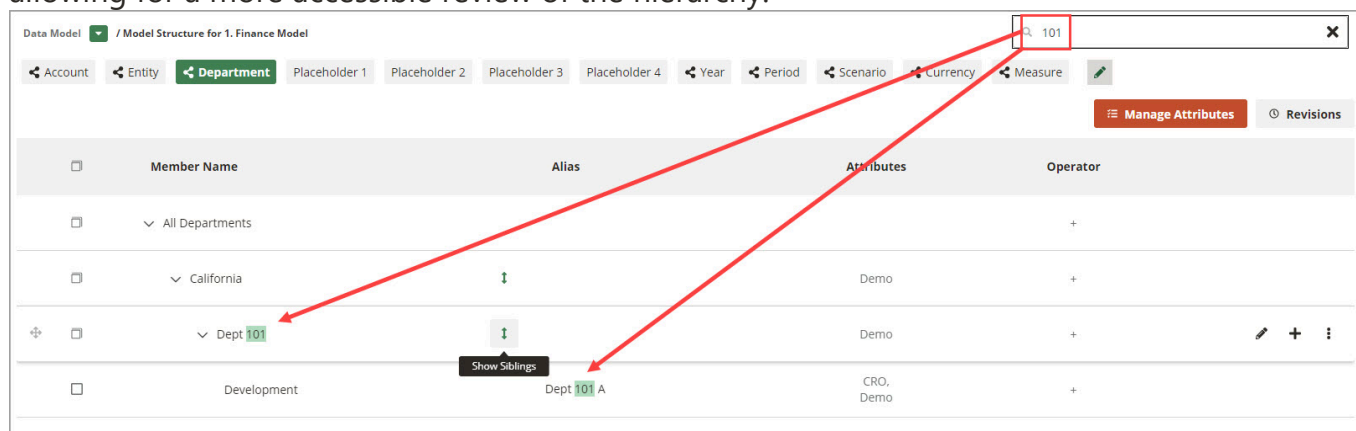 allowing for a more accessible review of the hierarchy.
Data Model / Model Structure for 1. Finance Model
101
Account Entity Department Placeholder 1 Placeholder 2 Placeholder 3 Placeholder 4 Year Period Scenario Currency Measure
Manage Attributes Revisions
Member Name Alias Attributes Operator
All Departments +
California Demo +
Dept 101 Demo +
Show Siblings
Development Dept 101 A CRO, +
Demo